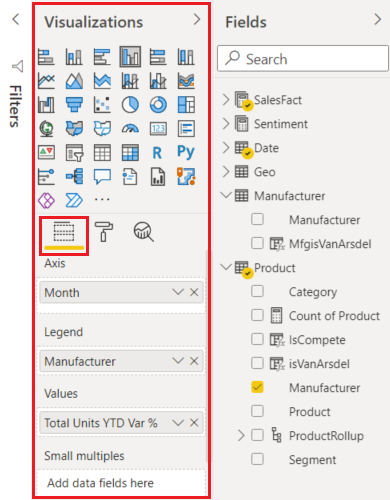 Filters
Visualizations
R
Py
123
Axis
Month
Legend
Manufacturer
Values
Total Units YTD Var %
Small multiples
Add data fields here
Fields
Search
SalesFact
Sentiment
Date
Geo
Manufacturer
Manufacturer
MfgisVanArsdel
Product
Category
Count of Product
IsCompete
isVanArsdel
Manufacturer
Product
ProductRollup
Segment